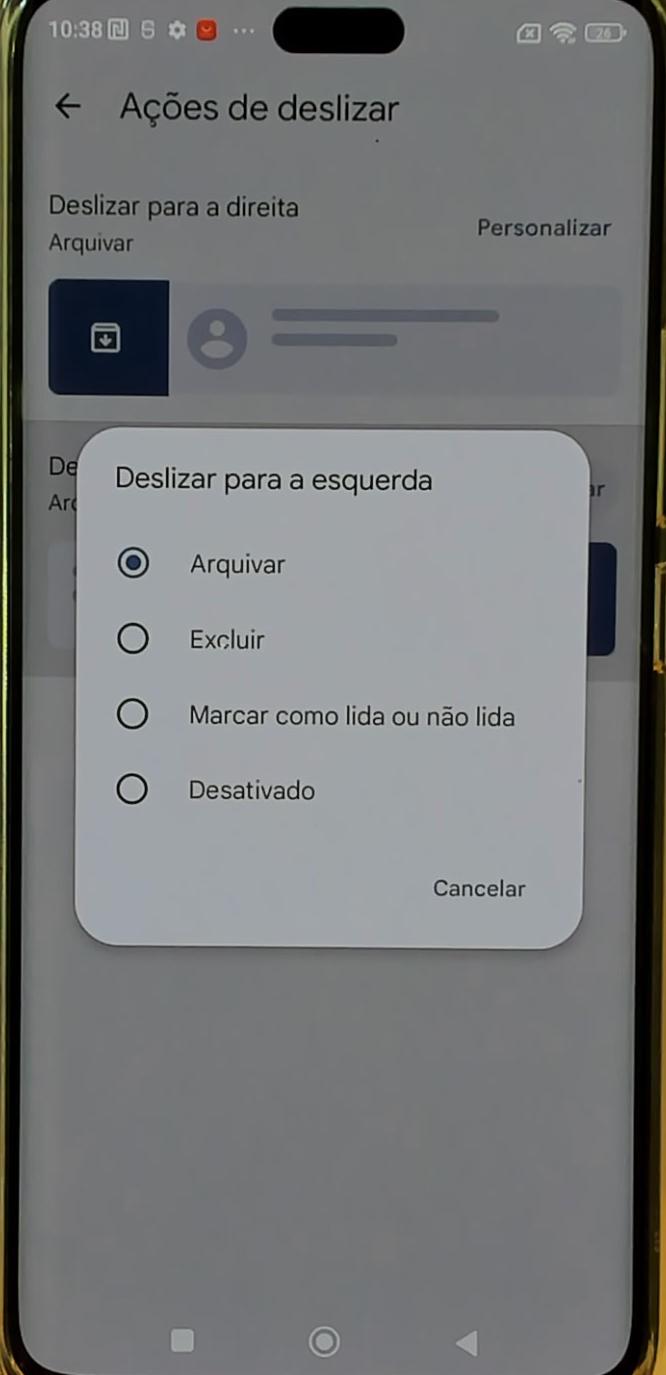 10:38
26
Ações de deslizar
Deslizar para a direita
Arquivar
Personalizar
De
Arq
ar
Deslizar para a esquerda
Arquivar
Excluir
Marcar como lida ou não lida
Desativado
Cancelar